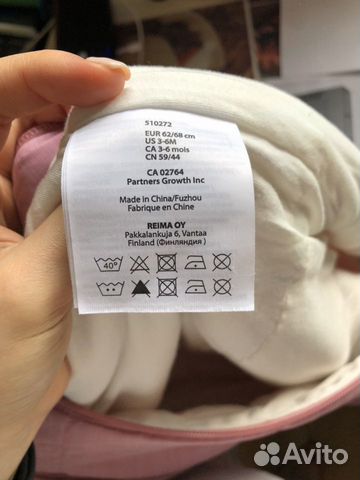 510272
EUR 62/68 cm
US 3-6M
CA 3-6 mois
CN 59/44
CA 02764
Partners Growth Inc
Made in China/Fuzhou
Fabrique en Chine
REIMA OY
Pakkalankuja 6, Vantaa
Finland (Финляндия )
40°
Avito